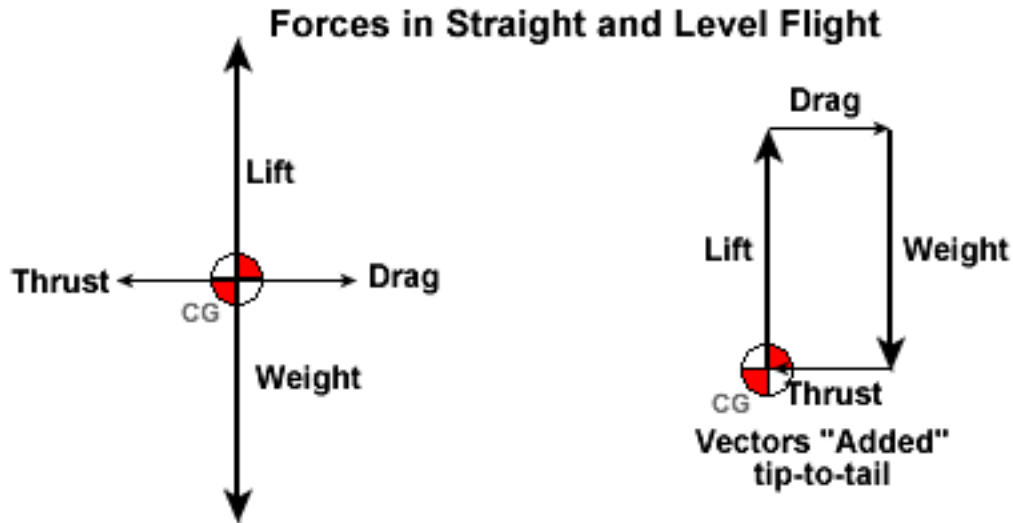 Forces in Straight and Level Flight
Lift
Thrust
Drag
CG
Weight
Drag
Lift
Weight
Thrust
CG
Vectors "Added"
tip-to-tail